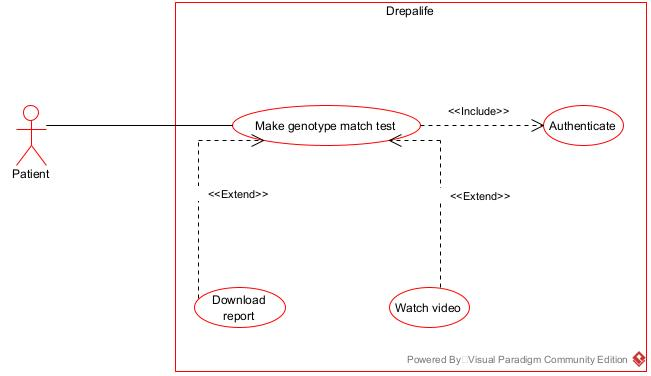 Drepalife
<<Include>>
Make genotype match test
Authenticate
Patient
<<Extend>>
<<Extend>>
Download
report
Watch video
Powered By Visual Paradigm Community Edition